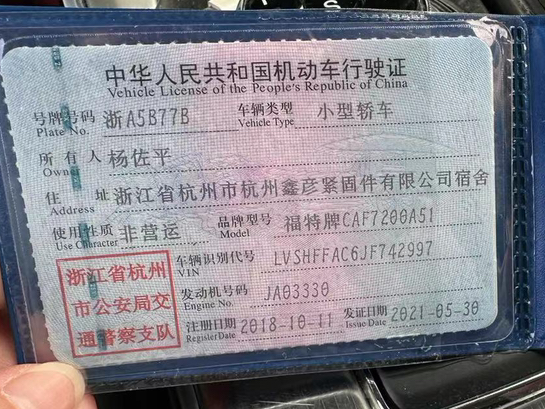 中华人民共和国机动车行驶证
Vehicle License of the People's Republic of China
号牌号码 浙A5B77B 车辆类型 小型轿车
Plate No. Vehicle Type
所有人 杨佐平
Owner
住址 浙江省杭州市杭州鑫彦紧固件有限公司宿舍
Address
使用性质 非营运 品牌型号 福特牌CAF7200A51
Use Character Model
车辆识别代号 LVSHFFAC6JF742997
VIN
发动机号码 JA03330
Engine No.
注册日期 2018-10-11 发证日期 2021-05-30
Register Date Issue Date
浙江省杭州
市公安局交
通警察支队